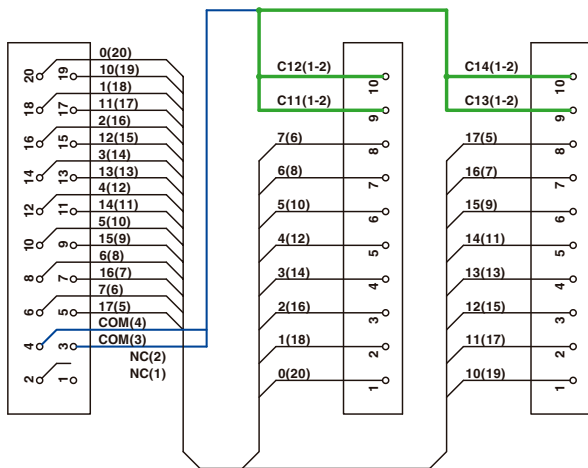 0(20)
20 19 10(19)
1(18)
18 17 11(17)
2(16)
16 15 12(15)
3(14)
14 13 13(13)
4(12)
12 11 14(11)
5(10)
10 9 15(9)
6(8)
8 7 16(7)
7(6)
6 5 17(5)
COM(4)
4 3 COM(3)
NC(2)
2 1 NC(1)
C12(1-2) 10
C11(1-2) 9
7(6) 8
6(8) 7
5(10) 6
4(12) 5
3(14) 4
2(16) 3
1(18) 2
0(20) 1
C14(1-2) 10
C13(1-2) 9
17(5) 8
16(7) 7
15(9) 6
14(11) 5
13(13) 4
12(15) 3
11(17) 2
10(19) 1